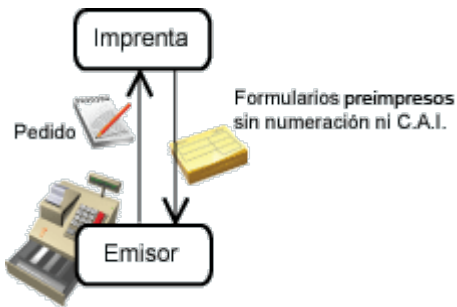 Imprenta
Formularios preimpresos
sin numeración ni C.A.I.
Pedido
Emisor